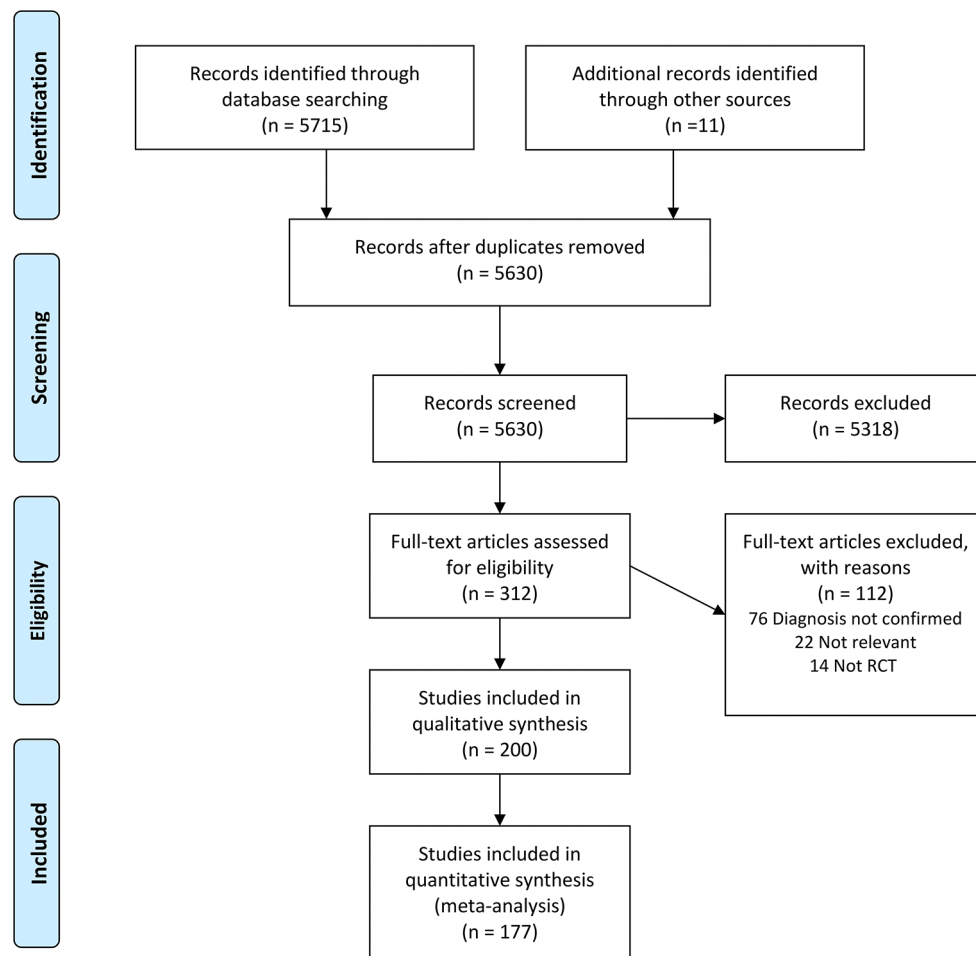 Identification
Records identified through
database searching
(n = 5715)
Additional records identified
through other sources
(n =11)
Records after duplicates removed
(n = 5630)
Screening
Records screened
(n = 5630)
Records excluded
(n = 5318)
Eligibility
Full-text articles assessed
for eligibility
(n = 312)
Full-text articles excluded,
with reasons
(n = 112)
76 Diagnosis not confirmed
22 Not relevant
14 Not RCT
Studies included in
qualitative synthesis
(n = 200)
Included
Studies included in
quantitative synthesis
(meta-analysis)
(n = 177)